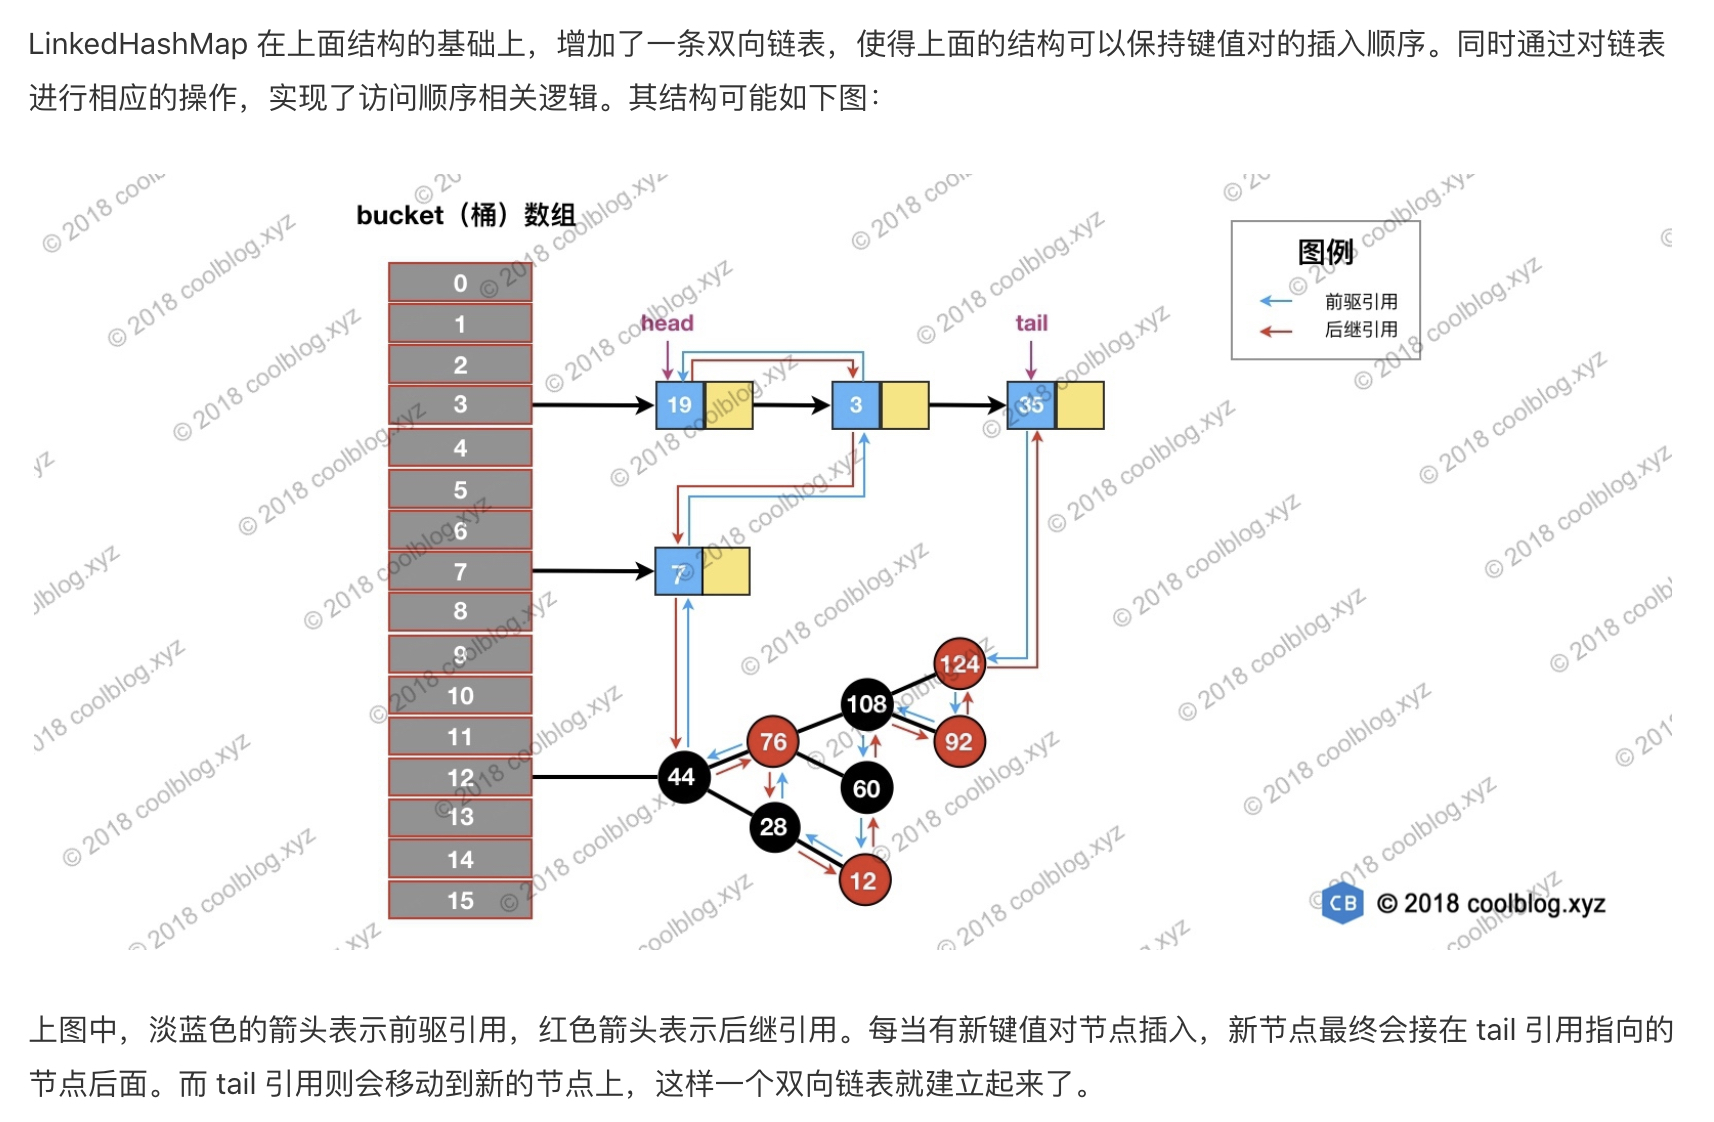 LinkedHashMap 在上面结构的基础上，增加了一条双向链表，使得上面的结构可以保持键值对的插入顺序。同时通过对链表
进行相应的操作，实现了访问顺序相关逻辑。其结构可能如下图：
bucket（桶）数组
图例
前驱引用
后继引用
head
tail
0
1
2
3
19
3
35
4
5
6
7
7
8
9
10
11
12
13
14
15
124
108
76
92
44
60
28
12
CB © 2018 coolblog.xyz
© 2018 coolblog.xyz
上图中，淡蓝色的箭头表示前驱引用，红色箭头表示后继引用。每当有新键值对节点插入，新节点最终会接在 tail 引用指向的
节点后面。而 tail 引用则会移动到新的节点上，这样一个双向链表就建立起来了。